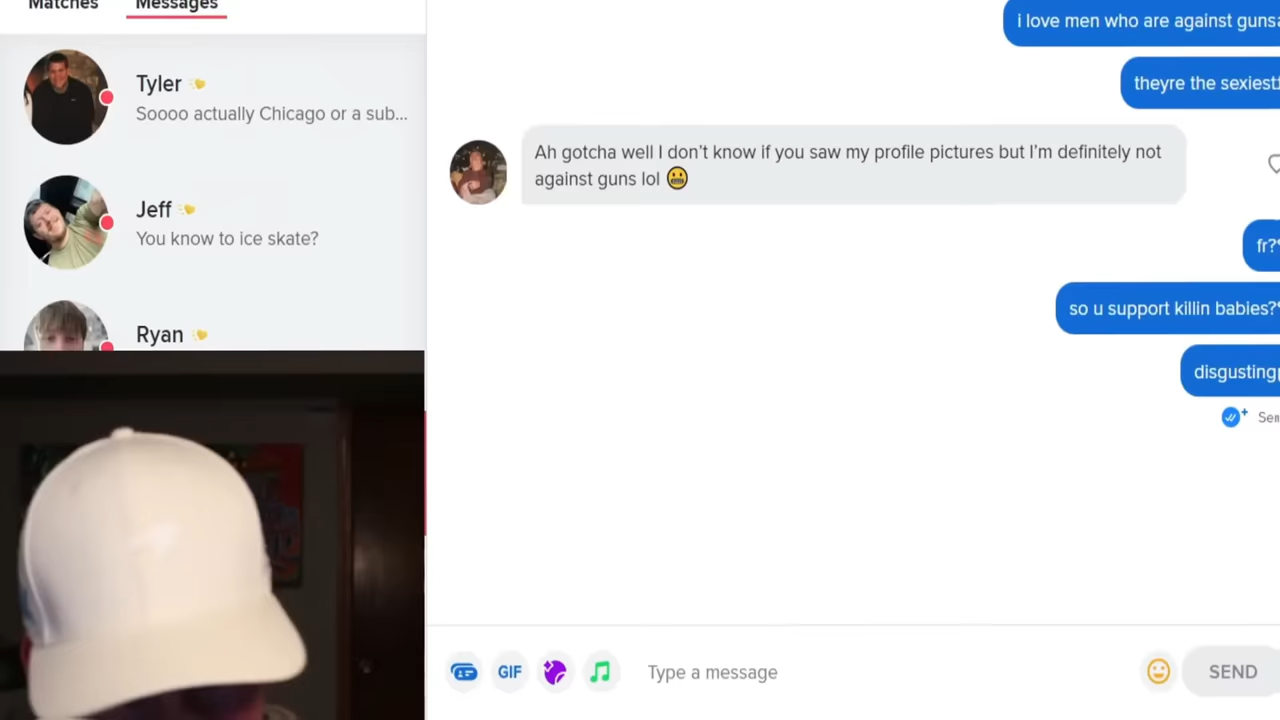 Matches
Messages
Tyler
Soooo actually Chicago or a sub...
Jeff
You know to ice skate?
Ryan
i love men who are against guns
theyre the sexiest
Ah gotcha well I don't know if you saw my profile pictures but I'm definitely not
against guns lol 😬
fr?
so u support killin babies?
disgusting
GIF
Type a message
SEND